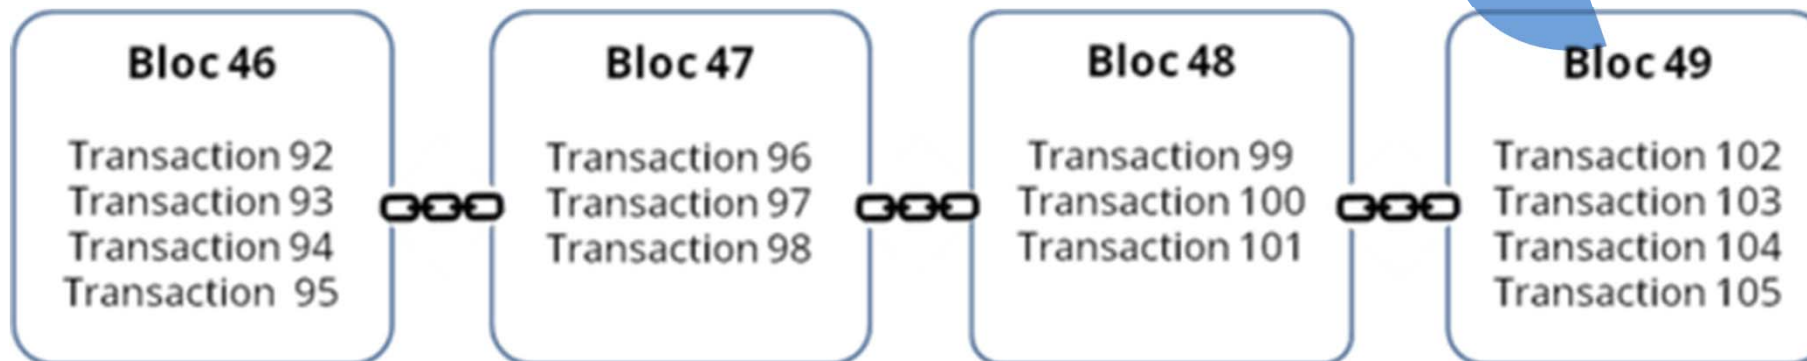 Bloc 46
Transaction 92
Transaction 93
Transaction 94
Transaction 95
Bloc 47
Transaction 96
Transaction 97
Transaction 98
Bloc 48
Transaction 99
Transaction 100
Transaction 101
Bloc 49
Transaction 102
Transaction 103
Transaction 104
Transaction 105